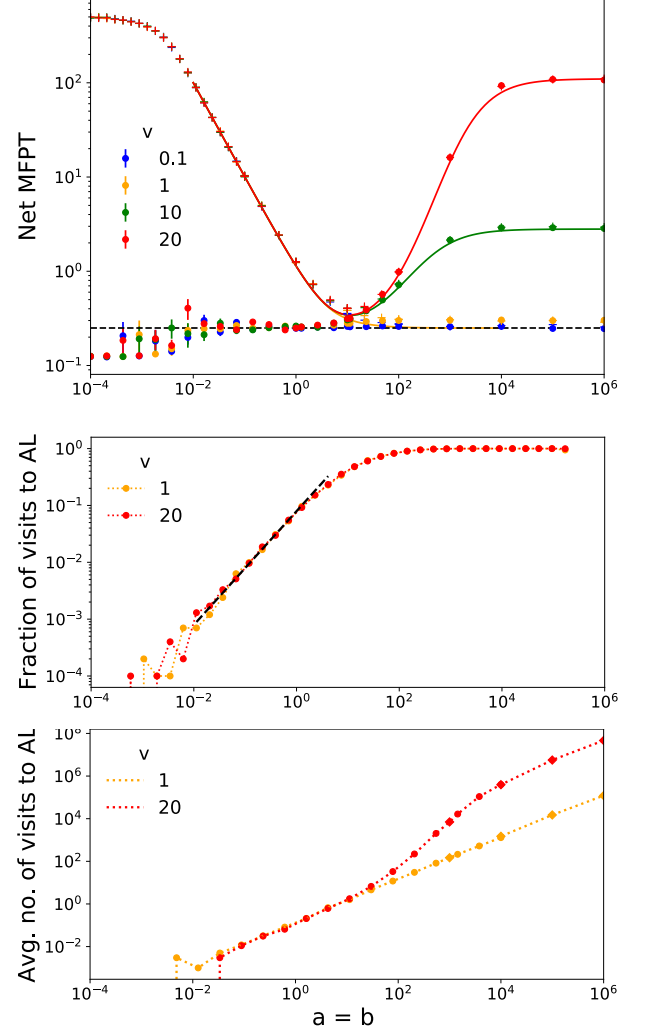 10²
10¹
10⁰
10⁻¹
Net MFPT
v
0.1
1
10
20
10⁻⁴ 10⁻² 10⁰ 10² 10⁴ 10⁶
10⁰
10⁻¹
10⁻²
10⁻³
10⁻⁴
Fraction of visits to AL
v
1
20
10⁻⁴ 10⁻² 10⁰ 10² 10⁴ 10⁶
10⁸
10⁶
10⁴
10²
10⁰
10⁻²
Avg. no. of visits to AL
v
1
20
10⁻⁴ 10⁻² 10⁰ 10² 10⁴ 10⁶
a = b